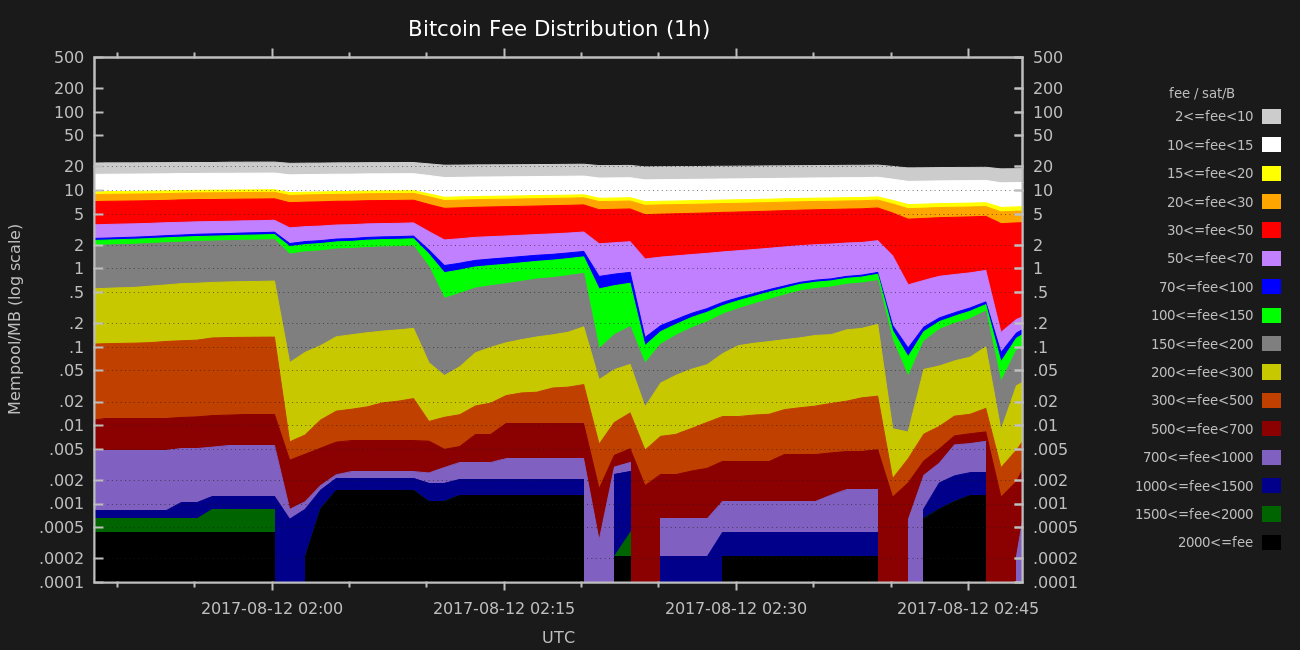 Bitcoin Fee Distribution (1h)
500
200
100
50
20
10
5
2
1
.5
.2
.1
.05
.02
.01
.005
.002
.001
.0005
.0002
.0001
Mempool/MB (log scale)
500
200
100
50
20
10
5
2
1
.5
.2
.1
.05
.02
.01
.005
.002
.001
.0005
.0002
.0001
2017-08-12 02:00
2017-08-12 02:15
2017-08-12 02:30
2017-08-12 02:45
UTC
fee / sat/B
2<=fee<10
10<=fee<15
15<=fee<20
20<=fee<30
30<=fee<50
50<=fee<70
70<=fee<100
100<=fee<150
150<=fee<200
200<=fee<300
300<=fee<500
500<=fee<700
700<=fee<1000
1000<=fee<1500
1500<=fee<2000
2000<=fee